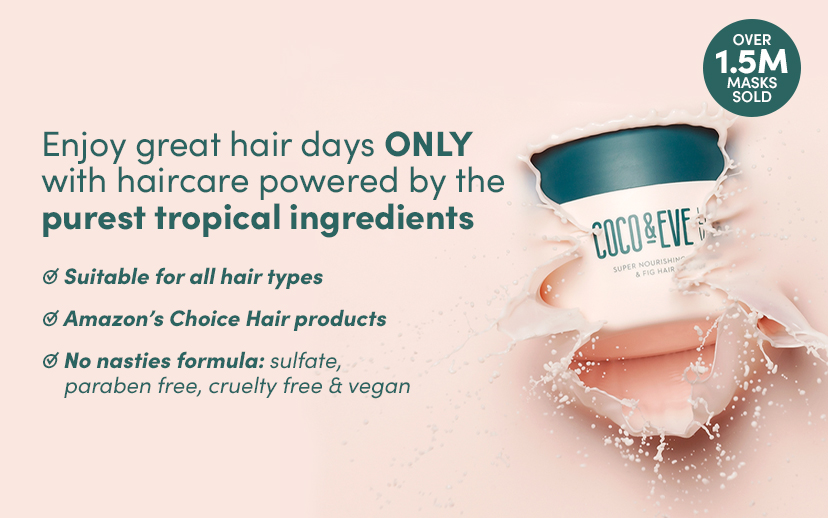 OVER
1.5M
MASKS
SOLD
Enjoy great hair days ONLY
with haircare powered by the
purest tropical ingredients
Suitable for all hair types
Amazon's Choice Hair products
No nasties formula: sulfate,
paraben free, cruelty free & vegan
COCO & EVE
SUPER NOURISHING
& FIG HAIR